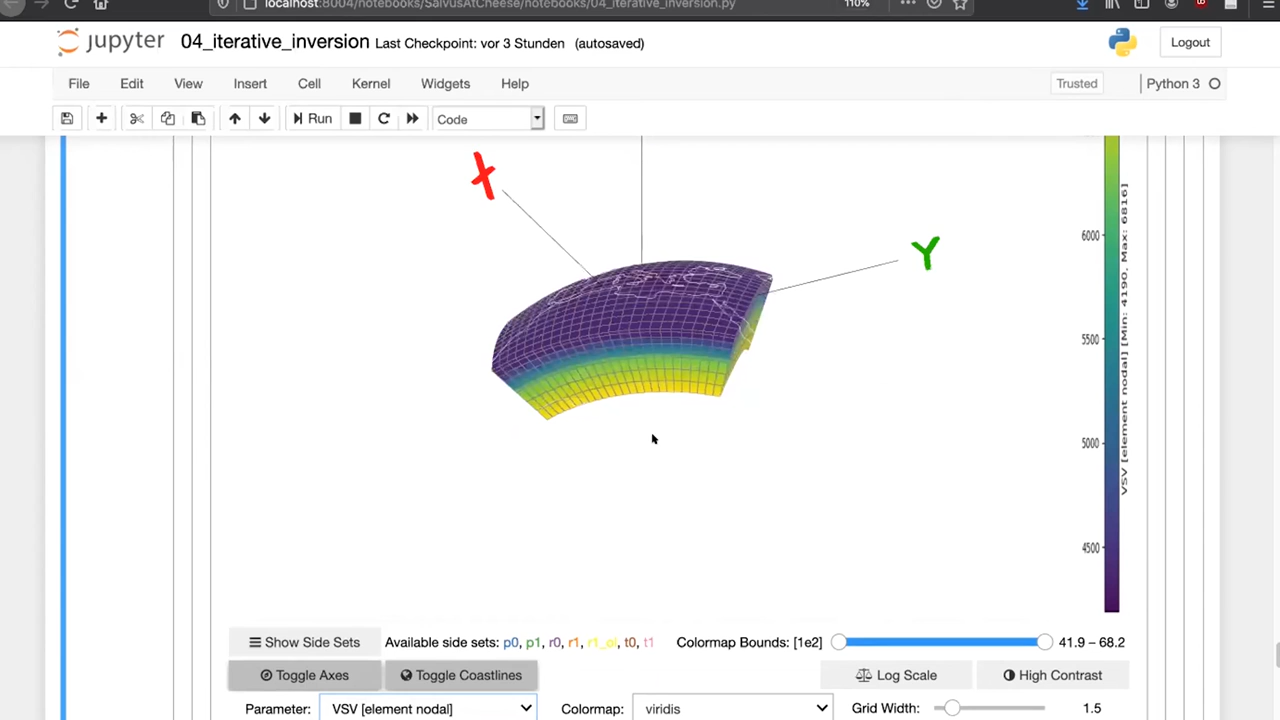 localhost:8004/notebooks/SalvusAtCheese/notebooks/04_iterative_inversion.py
110%
jupyter 04_iterative_inversion Last Checkpoint: vor 3 Stunden (autosaved)
Logout
File Edit View Insert Cell Kernel Widgets Help
Trusted
Python 3
Run
Code
X
Y
6000
5500
5000
4500
VSV [element nodal] [Min: 4190, Max: 6816]
Show Side Sets Available side sets: p0, p1, r0, r1, r1_ol, t0, t1 Colormap Bounds: [1e2] 41.9 – 68.2
Toggle Axes Toggle Coastlines Log Scale High Contrast
Parameter: VSV [element nodal] Colormap: viridis Grid Width: 1.5